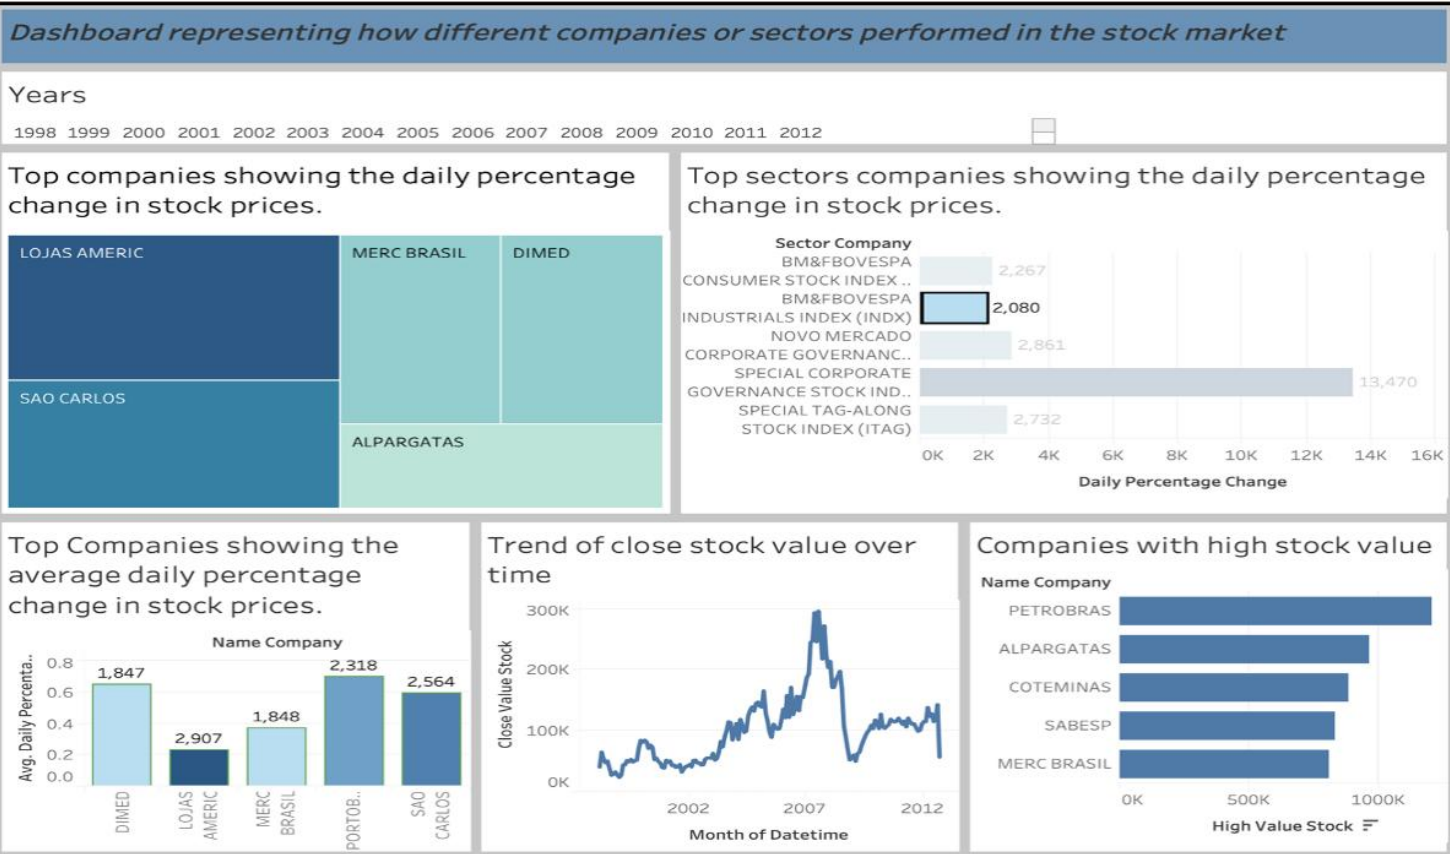 Dashboard representing how different companies or sectors performed in the stock market
Years
1998 1999 2000 2001 2002 2003 2004 2005 2006 2007 2008 2009 2010 2011 2012
Top companies showing the daily percentage
change in stock prices.
LOJAS AMERIC
MERC BRASIL
DIMED
SAO CARLOS
ALPARGATAS
Top sectors companies showing the daily percentage
change in stock prices.
Sector Company
BM&FBOVESPA
CONSUMER STOCK INDEX ..
2,267
BM&FBOVESPA
INDUSTRIALS INDEX (INDX)
2,080
NOVO MERCADO
CORPORATE GOVERNANC..
2,861
SPECIAL CORPORATE
GOVERNANCE STOCK IND..
13,470
SPECIAL TAG-ALONG
STOCK INDEX (ITAG)
2,732
0K 2K 4K 6K 8K 10K 12K 14K 16K
Daily Percentage Change
Top Companies showing the
average daily percentage
change in stock prices.
Name Company
Avg. Daily Percenta..
0.8
0.6
0.4
0.2
0.0
1,847
2,907
1,848
2,318
2,564
DIMED
LOJAS
AMERIC
MERC
BRASIL
PORTOB..
SAO
CARLOS
Trend of close stock value over
time
Close Value Stock
300K
200K
100K
0K
2002 2007 2012
Month of Datetime
Companies with high stock value
Name Company
PETROBRAS
ALPARGATAS
COTEMINAS
SABESP
MERC BRASIL
0K 500K 1000K
High Value Stock